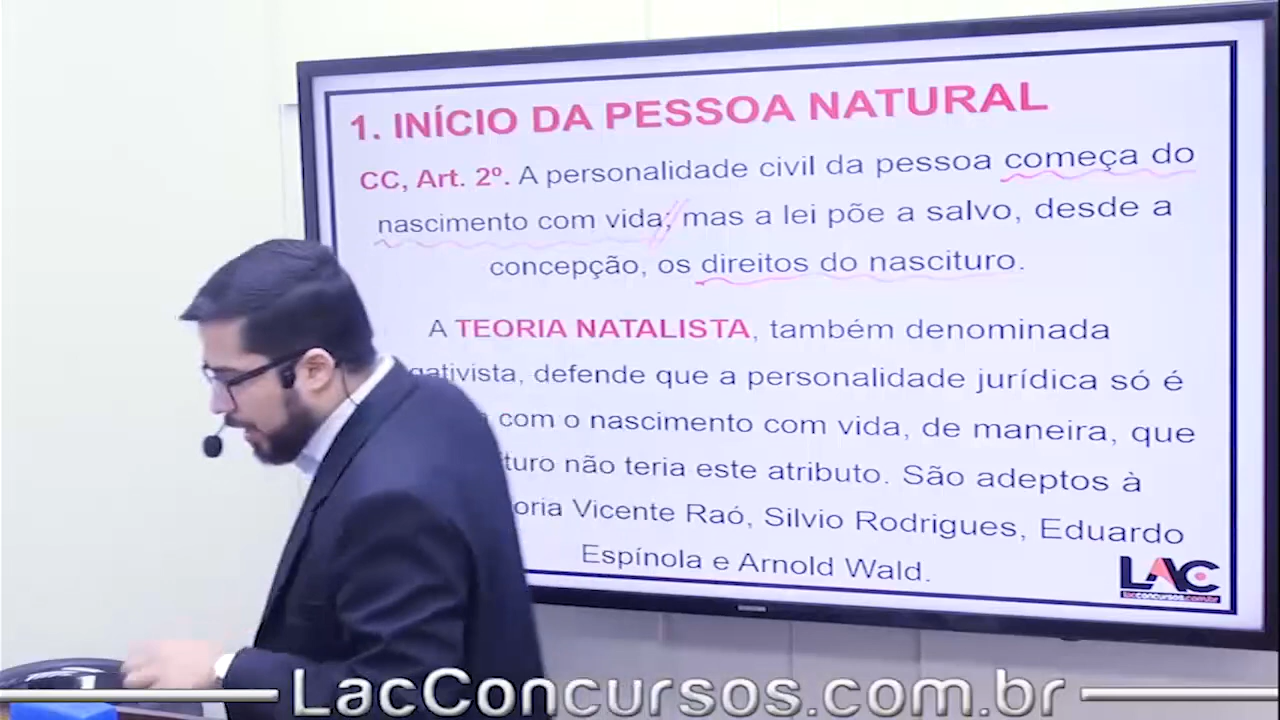 1. INÍCIO DA PESSOA NATURAL
CC, Art. 2º. A personalidade civil da pessoa começa do
nascimento com vida; mas a lei põe a salvo, desde a
concepção, os direitos do nascituro.
A TEORIA NATALISTA, também denominada
gativista, defende que a personalidade jurídica só é
com o nascimento com vida, de maneira, que
turo não teria este atributo. São adeptos à
oria Vicente Raó, Silvio Rodrigues, Eduardo
Espínola e Arnold Wald.
LAC
lacconcursos.com.br
LacConcursos.com.br